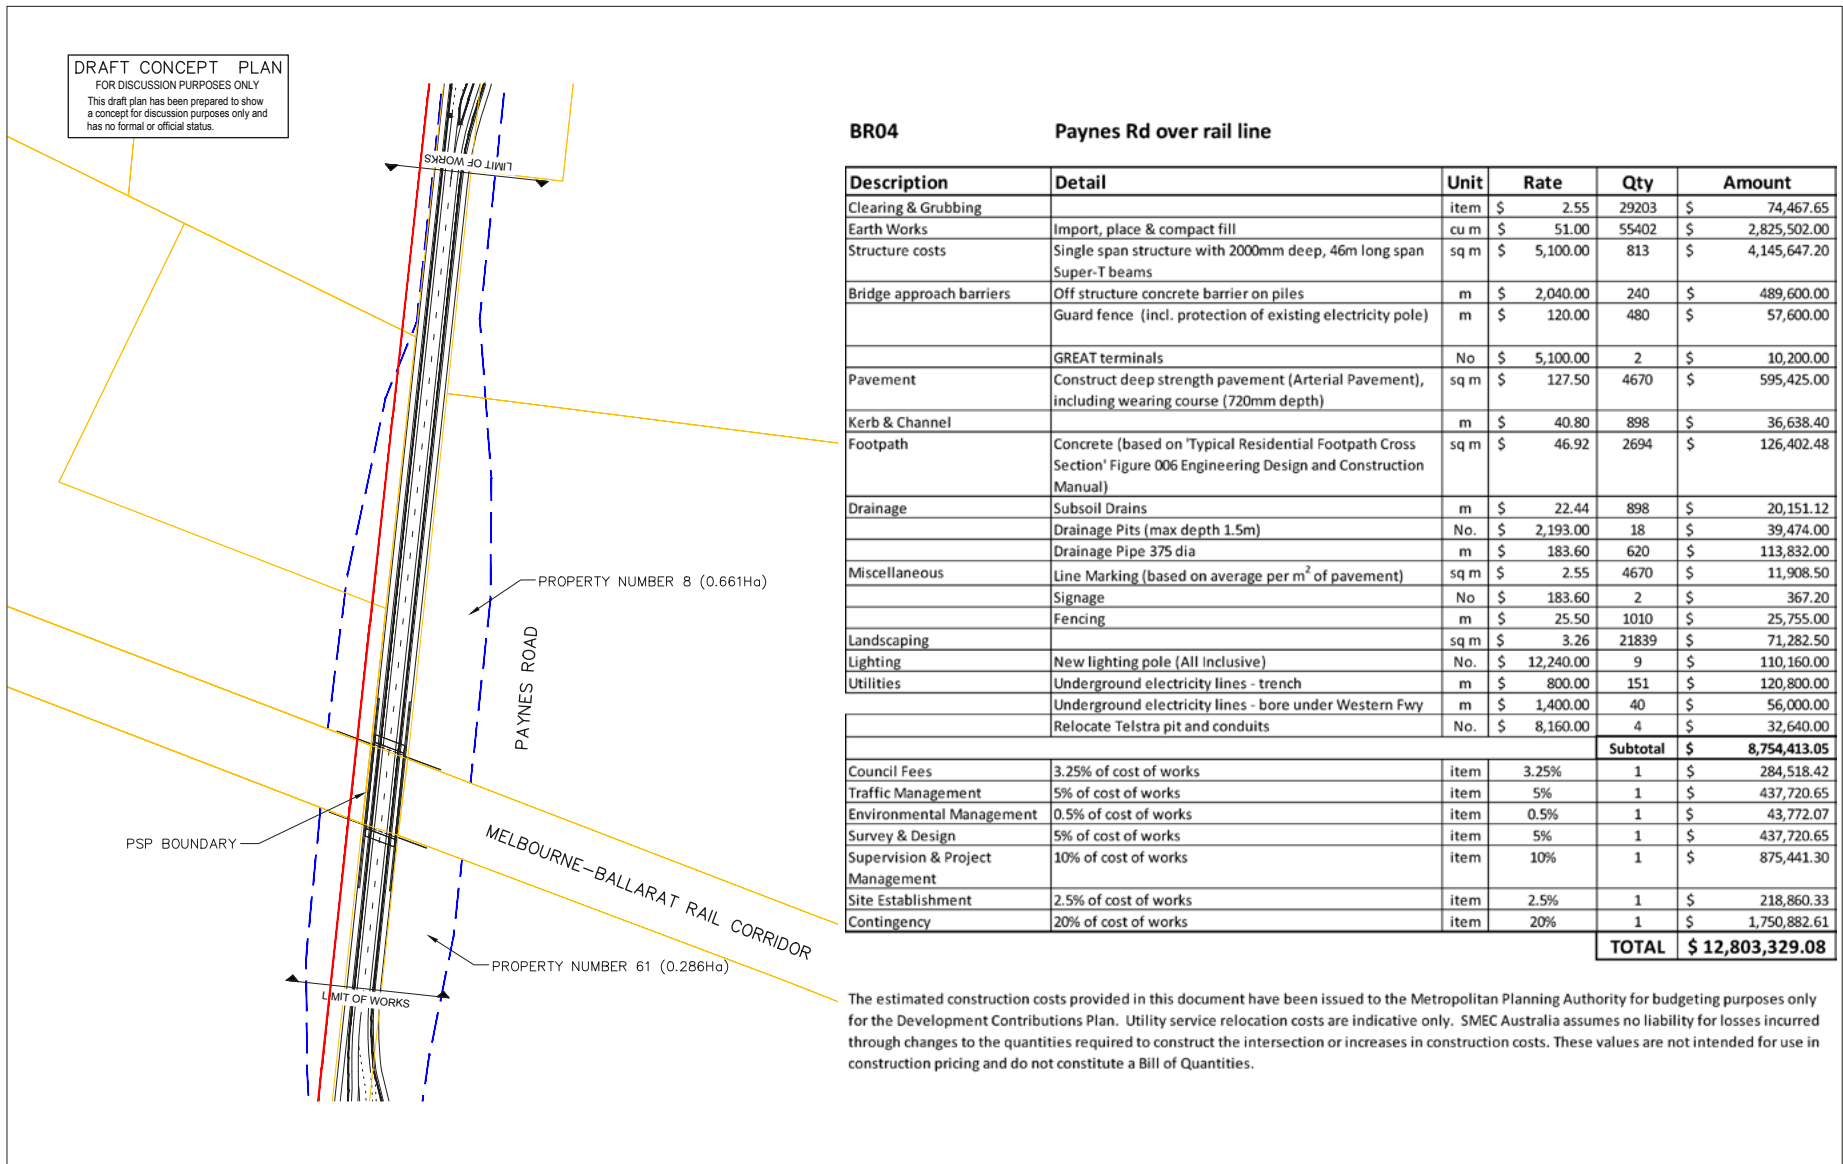 DRAFT CONCEPT PLAN
FOR DISCUSSION PURPOSES ONLY
This draft plan has been prepared to show
a concept for discussion purposes only and
has no formal or official status.
LIMIT OF WORKS
PROPERTY NUMBER 8 (0.661Ha)
PAYNES ROAD
PSP BOUNDARY
MELBOURNE-BALLARAT RAIL CORRIDOR
PROPERTY NUMBER 61 (0.286Ha)
LIMIT OF WORKS
BR04 Paynes Rd over rail line
Description Detail Unit Rate Qty Amount
Clearing & Grubbing item $ 2.55 29203 $ 74,467.65
Earth Works Import, place & compact fill cu m $ 51.00 55402 $ 2,825,502.00
Structure costs Single span structure with 2000mm deep, 46m long span sq m $ 5,100.00 813 $ 4,145,647.20
Super-T beams
Bridge approach barriers Off structure concrete barrier on piles m $ 2,040.00 240 $ 489,600.00
Guard fence (incl. protection of existing electricity pole) m $ 120.00 480 $ 57,600.00
GREAT terminals No $ 5,100.00 2 $ 10,200.00
Pavement Construct deep strength pavement (Arterial Pavement), sq m $ 127.50 4670 $ 595,425.00
including wearing course (720mm depth)
Kerb & Channel m $ 40.80 898 $ 36,638.40
Footpath Concrete (based on 'Typical Residential Footpath Cross sq m $ 46.92 2694 $ 126,402.48
Section' Figure 006 Engineering Design and Construction
Manual)
Drainage Subsoil Drains m $ 22.44 898 $ 20,151.12
Drainage Pits (max depth 1.5m) No. $ 2,193.00 18 $ 39,474.00
Drainage Pipe 375 dia m $ 183.60 620 $ 113,832.00
Miscellaneous Line Marking (based on average per m² of pavement) sq m $ 2.55 4670 $ 11,908.50
Signage No $ 183.60 2 $ 367.20
Fencing m $ 25.50 1010 $ 25,755.00
Landscaping sq m $ 3.26 21839 $ 71,282.50
Lighting New lighting pole (All Inclusive) No. $ 12,240.00 9 $ 110,160.00
Utilities Underground electricity lines - trench m $ 800.00 151 $ 120,800.00
Underground electricity lines - bore under Western Fwy m $ 1,400.00 40 $ 56,000.00
Relocate Telstra pit and conduits No. $ 8,160.00 4 $ 32,640.00
Subtotal $ 8,754,413.05
Council Fees 3.25% of cost of works item 3.25% 1 $ 284,518.42
Traffic Management 5% of cost of works item 5% 1 $ 437,720.65
Environmental Management 0.5% of cost of works item 0.5% 1 $ 43,772.07
Survey & Design 5% of cost of works item 5% 1 $ 437,720.65
Supervision & Project 10% of cost of works item 10% 1 $ 875,441.30
Management
Site Establishment 2.5% of cost of works item 2.5% 1 $ 218,860.33
Contingency 20% of cost of works item 20% 1 $ 1,750,882.61
TOTAL $ 12,803,329.08
The estimated construction costs provided in this document have been issued to the Metropolitan Planning Authority for budgeting purposes only
for the Development Contributions Plan. Utility service relocation costs are indicative only. SMEC Australia assumes no liability for losses incurred
through changes to the quantities required to construct the intersection or increases in construction costs. These values are not intended for use in
construction pricing and do not constitute a Bill of Quantities.